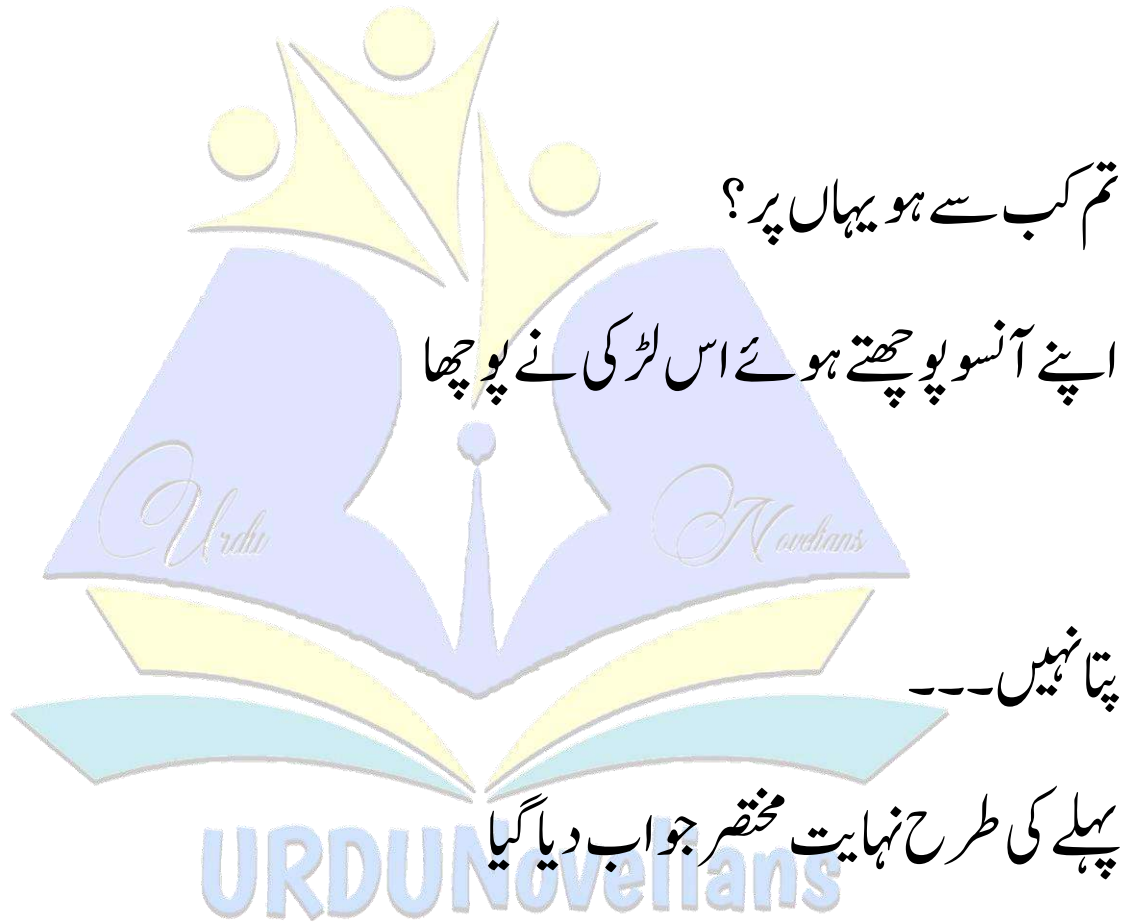 تم کب سے ہو یہاں پر ؟
اپنے آنسو پوچھتے ہوئے اس لڑکی نے پوچھا
Urdu Novelians
پتا نہیں۔۔۔
پہلے کی طرح نہایت مختصر جواب دیا گیا
URDUNovelians